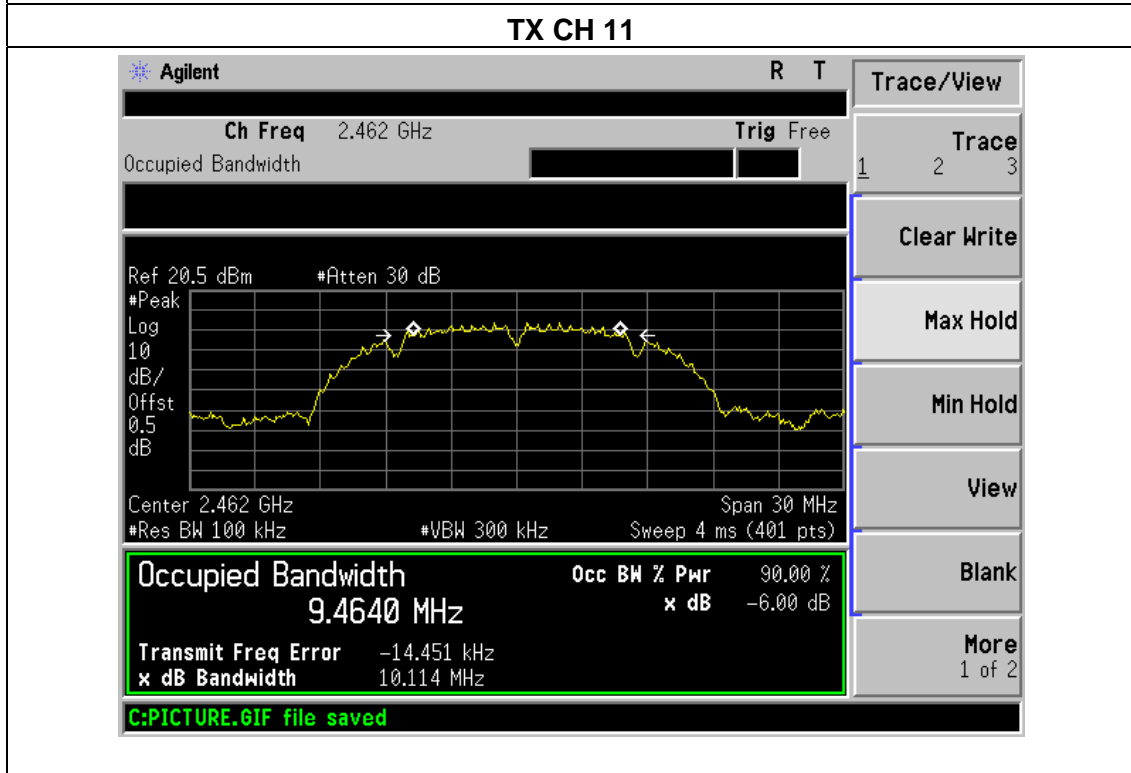 TX CH 11
Agilent R T
Ch Freq 2.462 GHz Trig Free
Occupied Bandwidth
Ref 20.5 dBm #Atten 30 dB
#Peak
Log
10
dB/
Offst
0.5
dB
Center 2.462 GHz Span 30 MHz
#Res BW 100 kHz #VBW 300 kHz Sweep 4 ms (401 pts)
Occupied Bandwidth Occ BW % Pwr 90.00 %
9.4640 MHz x dB -6.00 dB
Transmit Freq Error -14.451 kHz
x dB Bandwidth 10.114 MHz
C:PICTURE.GIF file saved
Trace/View
Trace
1 2 3
Clear Write
Max Hold
Min Hold
View
Blank
More
1 of 2